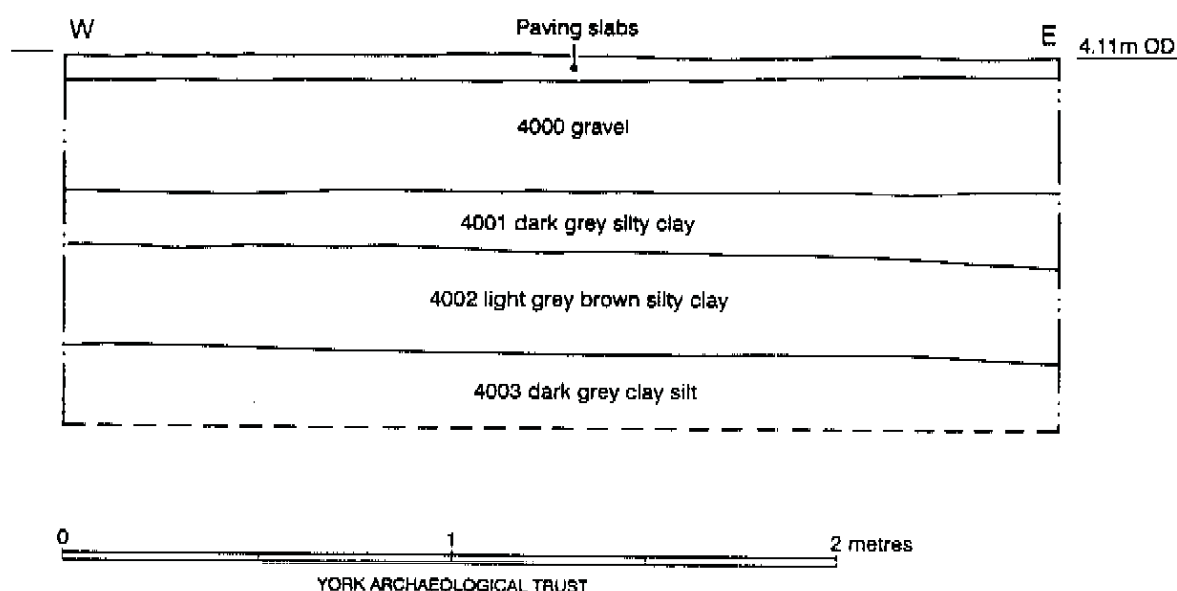 W
Paving slabs
E
4.11m OD
4000 gravel
4001 dark grey silty clay
4002 light grey brown silty clay
4003 dark grey clay silt
0
1
2 metres
YORK ARCHAEOLOGICAL TRUST